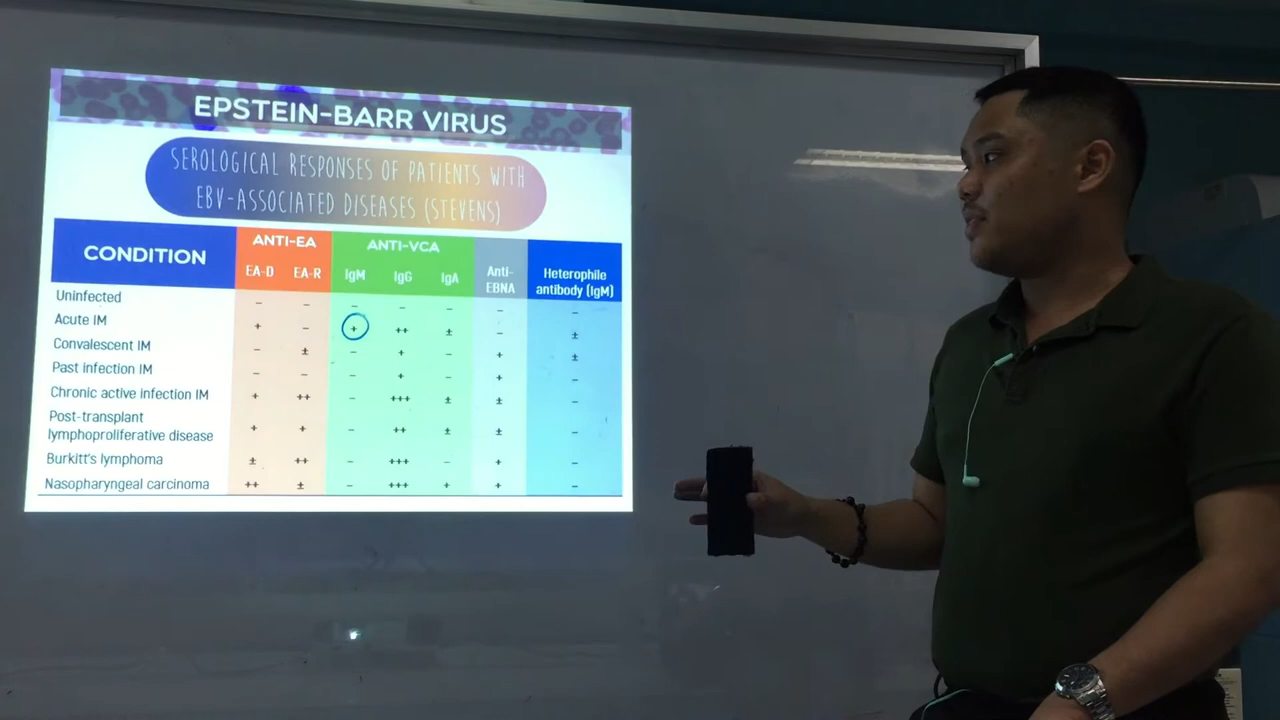 EPSTEIN-BARR VIRUS
SEROLOGICAL RESPONSES OF PATIENTS WITH
EBV-ASSOCIATED DISEASES (STEVENS)
CONDITION ANTI-EA ANTI-VCA Anti-EBNA Heterophile antibody (IgM)
EA-D EA-R IgM IgG IgA
Uninfected – – – – – – –
Acute IM + – + ++ ± – ±
Convalescent IM – ± – + – + ±
Past infection IM – – – + – + –
Chronic active infection IM + ++ – +++ ± ± –
Post-transplant
lymphoproliferative disease + + – ++ ± ± –
Burkitt's lymphoma ± ++ – +++ – + –
Nasopharyngeal carcinoma ++ ± – +++ + + –